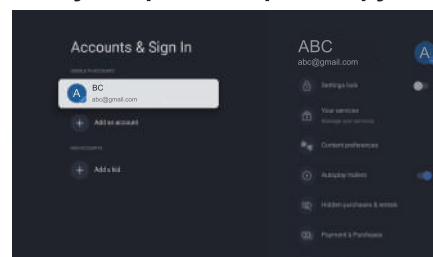 Accounts & Sign In
A
BC
abc@gmail.com
Add an account
Add a kid
ABC
abc@gmail.com
A
Settings lock
Your services
Manage your services
Content preferences
Autoplay trailers
Hidden purchases & rentals
Payment & Purchases